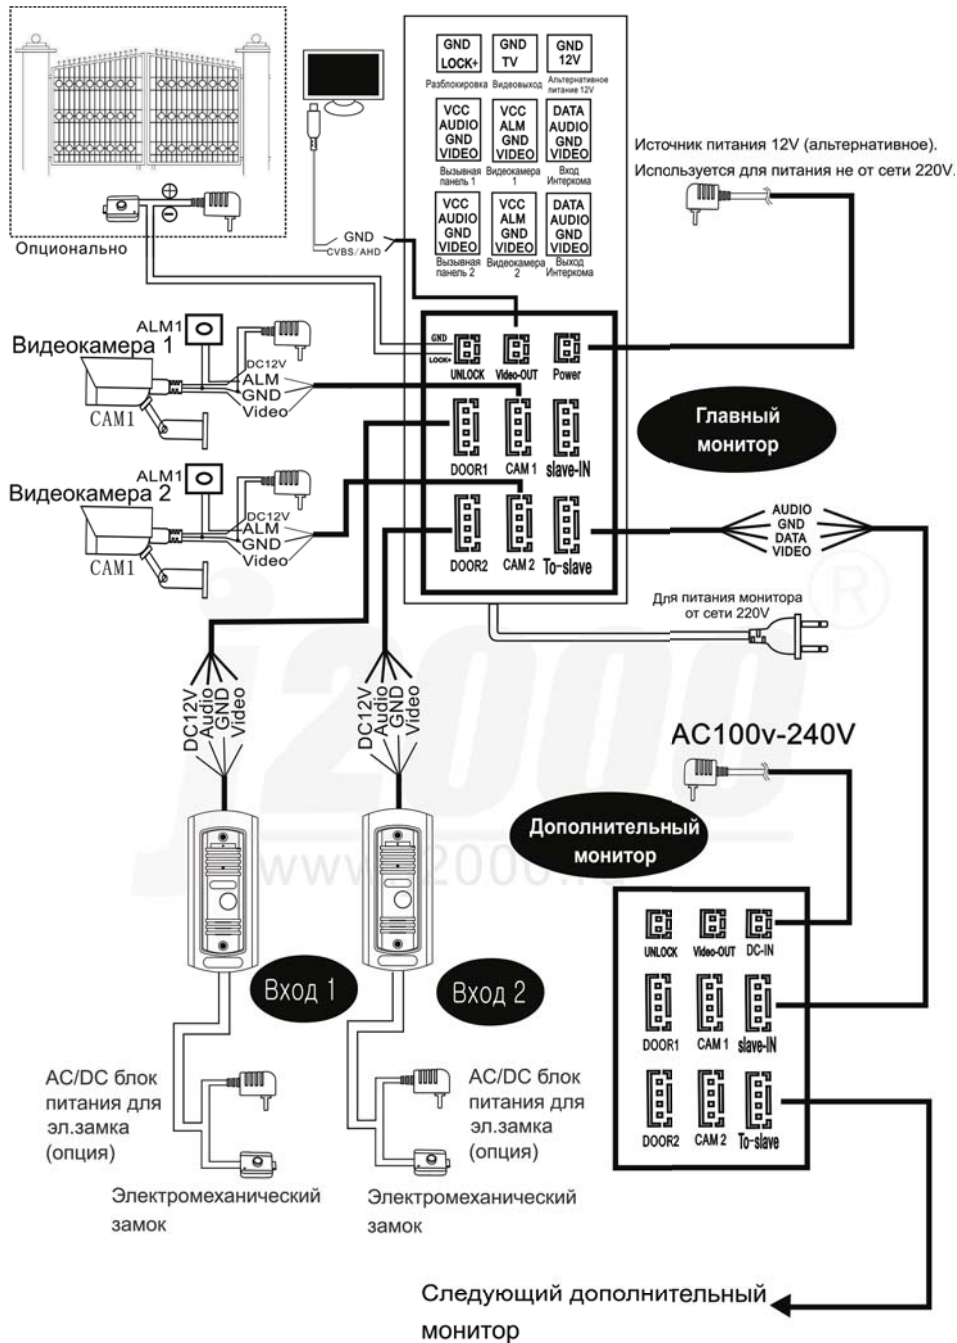 GND
LOCK+
Разблокировка
GND
TV
Видеовыход
GND
12V
Альтернативное
питание 12V
VCC
AUDIO
GND
VIDEO
Вызывная
панель 1
VCC
ALM
GND
VIDEO
Видеокамера
1
DATA
AUDIO
GND
VIDEO
Вход
Интеркома
VCC
AUDIO
GND
VIDEO
Вызывная
панель 2
VCC
ALM
GND
VIDEO
Видеокамера
2
DATA
AUDIO
GND
VIDEO
Выход
Интеркома
Источник питания 12V (альтернативное).
Используется для питания не от сети 220V.
Опционально
GND
CVBS/AHD
GND
LOCK+
UNLOCK
Video-OUT
Power
DOOR1
CAM 1
slave-IN
DOOR2
CAM 2
To-slave
Главный
монитор
ALM1
Видеокамера 1
DC12V
ALM
GND
Video
CAM1
ALM1
Видеокамера 2
DC12V
ALM
GND
Video
CAM1
AUDIO
GND
DATA
VIDEO
Для питания монитора
от сети 220V
DC12V
Audio
GND
Video
DC12V
Audio
GND
Video
j2000
®
AC100v-240V
Дополнительный
монитор
Вход 1
Вход 2
UNLOCK
Video-OUT
DC-IN
DOOR1
CAM 1
slave-IN
DOOR2
CAM 2
To-slave
AC/DC блок
питания для
эл.замка
(опция)
Электромеханический
замок
AC/DC блок
питания для
эл.замка
(опция)
Электромеханический
замок
Следующий дополнительный
монитор